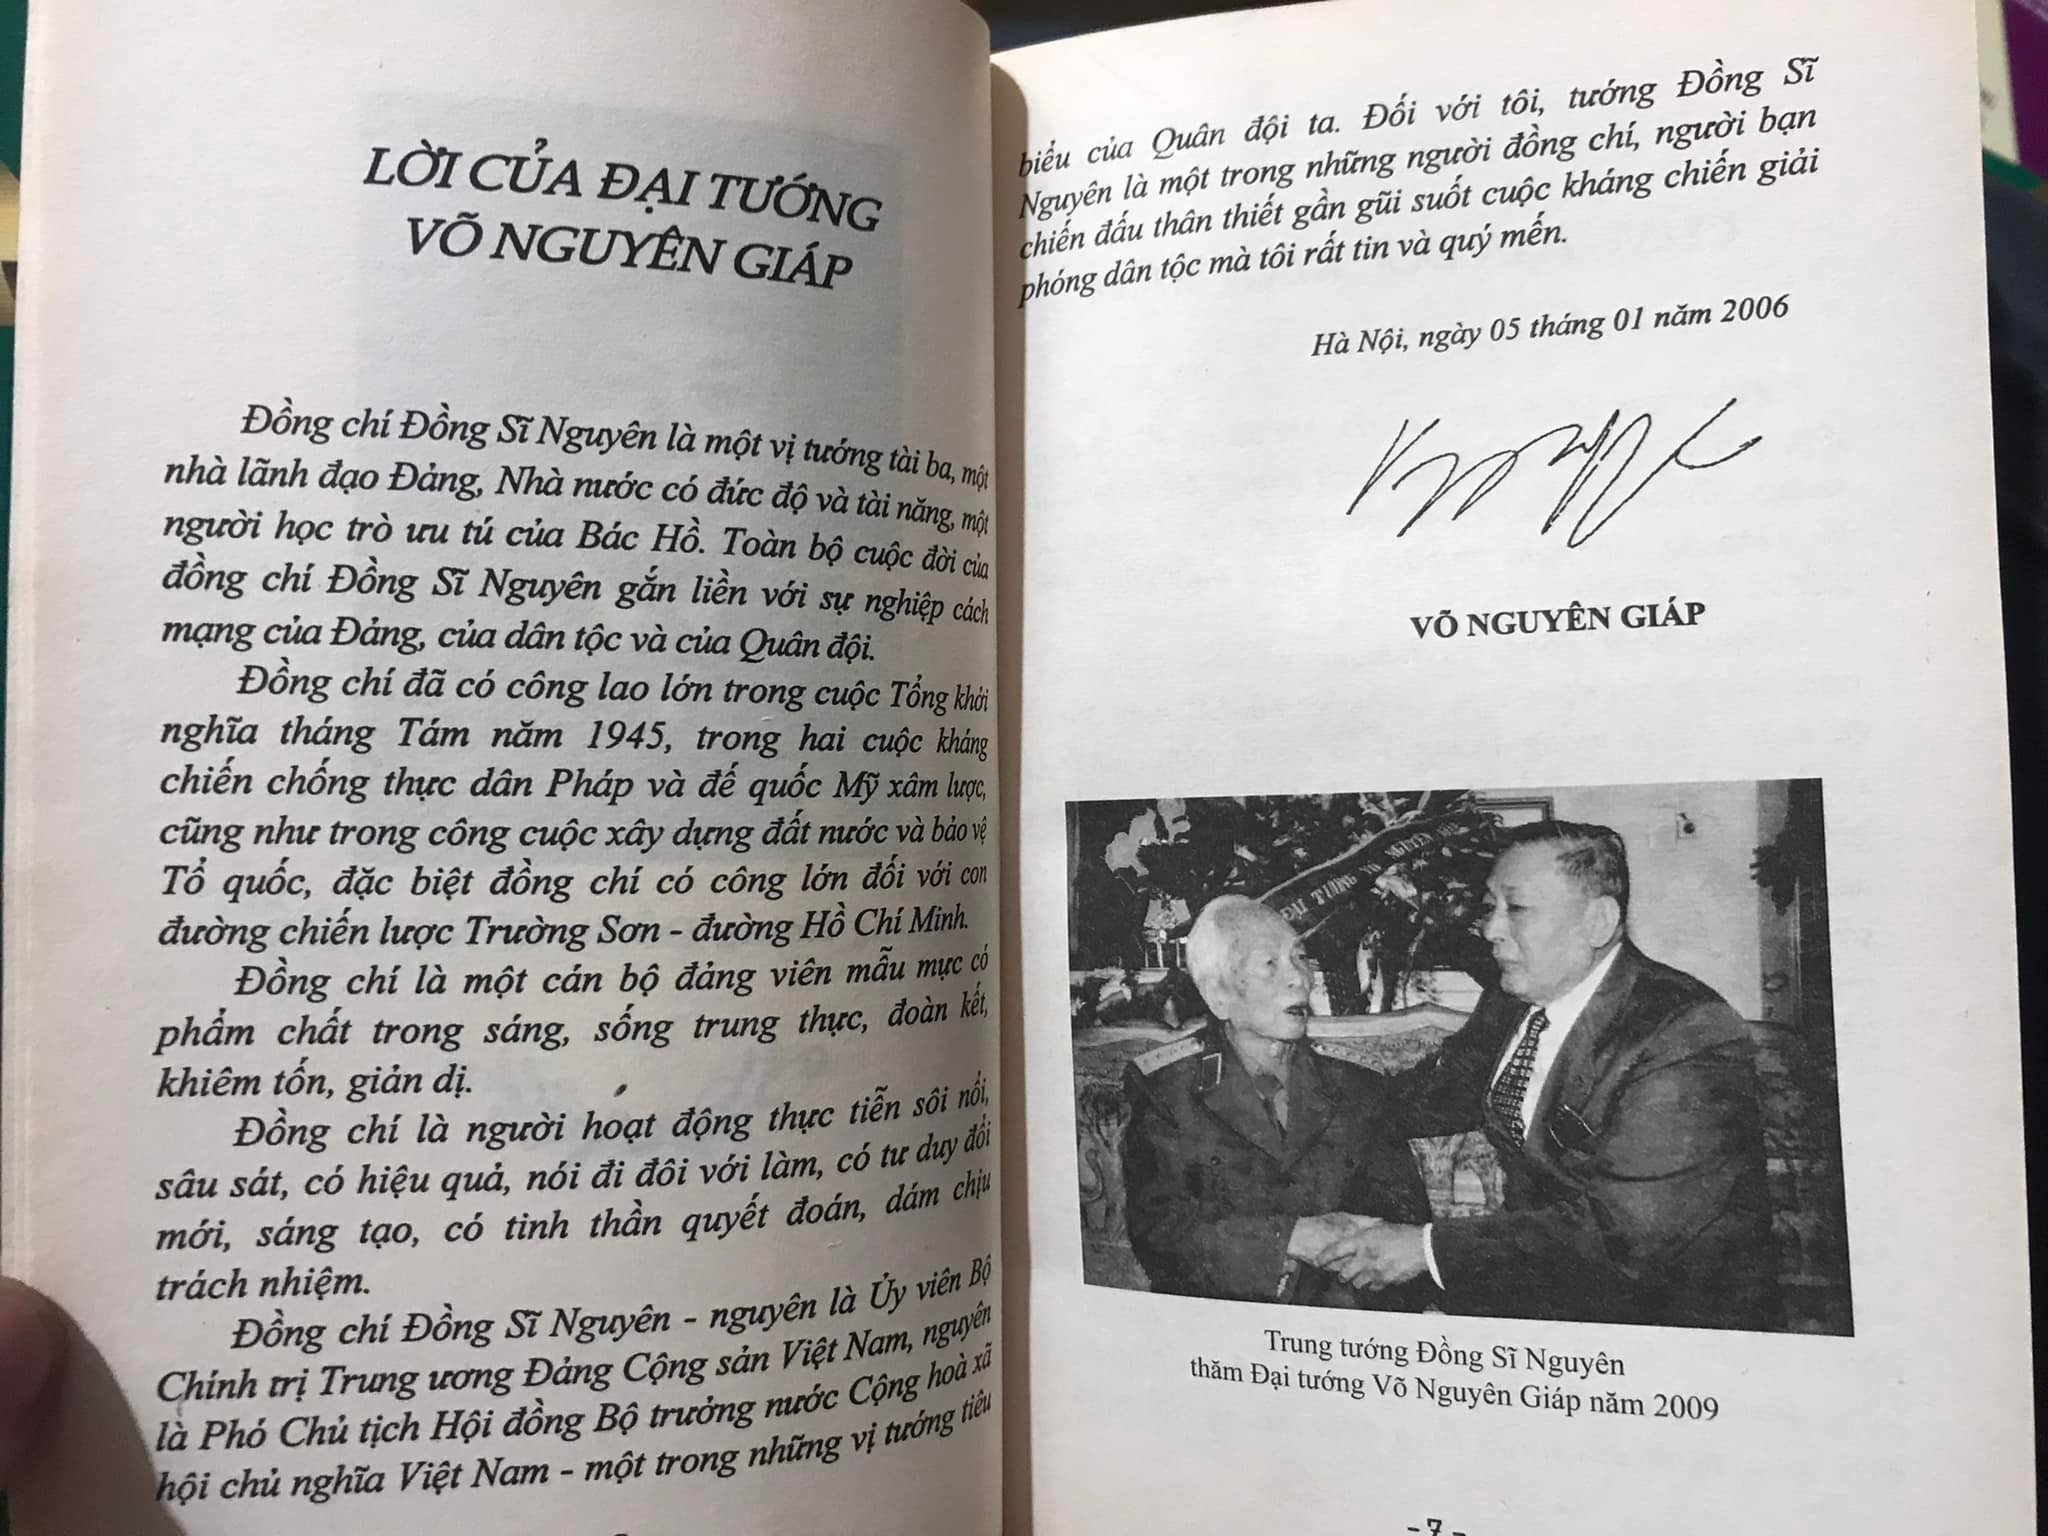 LỜI CỦA ĐẠI TƯỚNG
VÕ NGUYÊN GIÁP
Đồng chí Đồng Sĩ Nguyên là một vị tướng tài ba, một
nhà lãnh đạo Đảng, Nhà nước có đức độ và tài năng, một
người học trò ưu tú của Bác Hồ. Toàn bộ cuộc đời của
đồng chí Đồng Sĩ Nguyên gắn liền với sự nghiệp cách
mạng của Đảng, của dân tộc và của Quân đội.
Đồng chí đã có công lao lớn trong cuộc Tổng khởi
nghĩa tháng Tám năm 1945, trong hai cuộc kháng
chiến chống thực dân Pháp và đế quốc Mỹ xâm lược,
cũng như trong công cuộc xây dựng đất nước và bảo vệ
Tổ quốc, đặc biệt đồng chí có công lớn đối với con
đường chiến lược Trường Sơn - đường Hồ Chí Minh.
Đồng chí là một cán bộ đảng viên mẫu mực có
phẩm chất trong sáng, sống trung thực, đoàn kết,
khiêm tốn, giản dị.
Đồng chí là người hoạt động thực tiễn sôi nổi,
sâu sát, có hiệu quả, nói đi đôi với làm, có tư duy đổi
mới, sáng tạo, có tinh thần quyết đoán, dám chịu
trách nhiệm.
Đồng chí Đồng Sĩ Nguyên - nguyên là Ủy viên Bộ
Chính trị Trung ương Đảng Cộng sản Việt Nam, nguyên
là Phó Chủ tịch Hội đồng Bộ trưởng nước Cộng hoà xã
hội chủ nghĩa Việt Nam - một trong những vị tướng tiêu
biểu của Quân đội ta. Đối với tôi, tướng Đồng Sĩ
Nguyên là một trong những người đồng chí, người bạn
chiến đấu thân thiết gần gũi suốt cuộc kháng chiến giải
phóng dân tộc mà tôi rất tin và quý mến.
Hà Nội, ngày 05 tháng 01 năm 2006
VÕ NGUYÊN GIÁP
ĐẠI TƯỚNG VÕ NGUYÊN
Trung tướng Đồng Sĩ Nguyên
thăm Đại tướng Võ Nguyên Giáp năm 2009
- 7 -